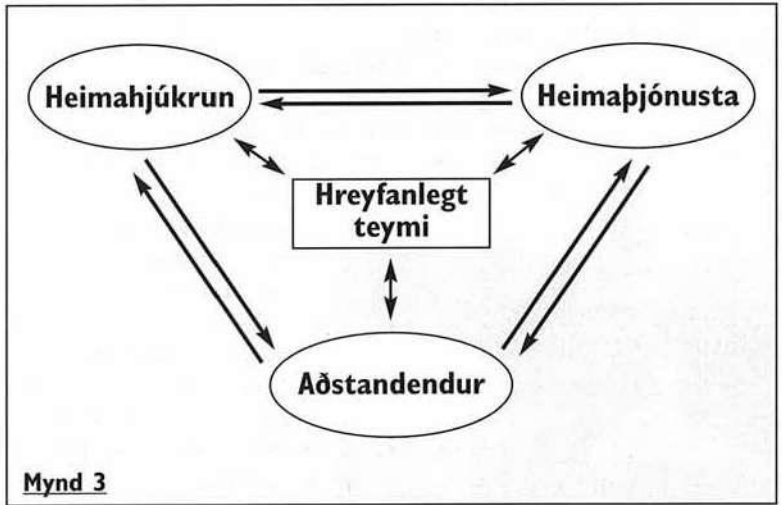 Heimahjúkrun
Heimaþjónusta
Hreyfanlegt
teymi
Aðstandendur
Mynd 3